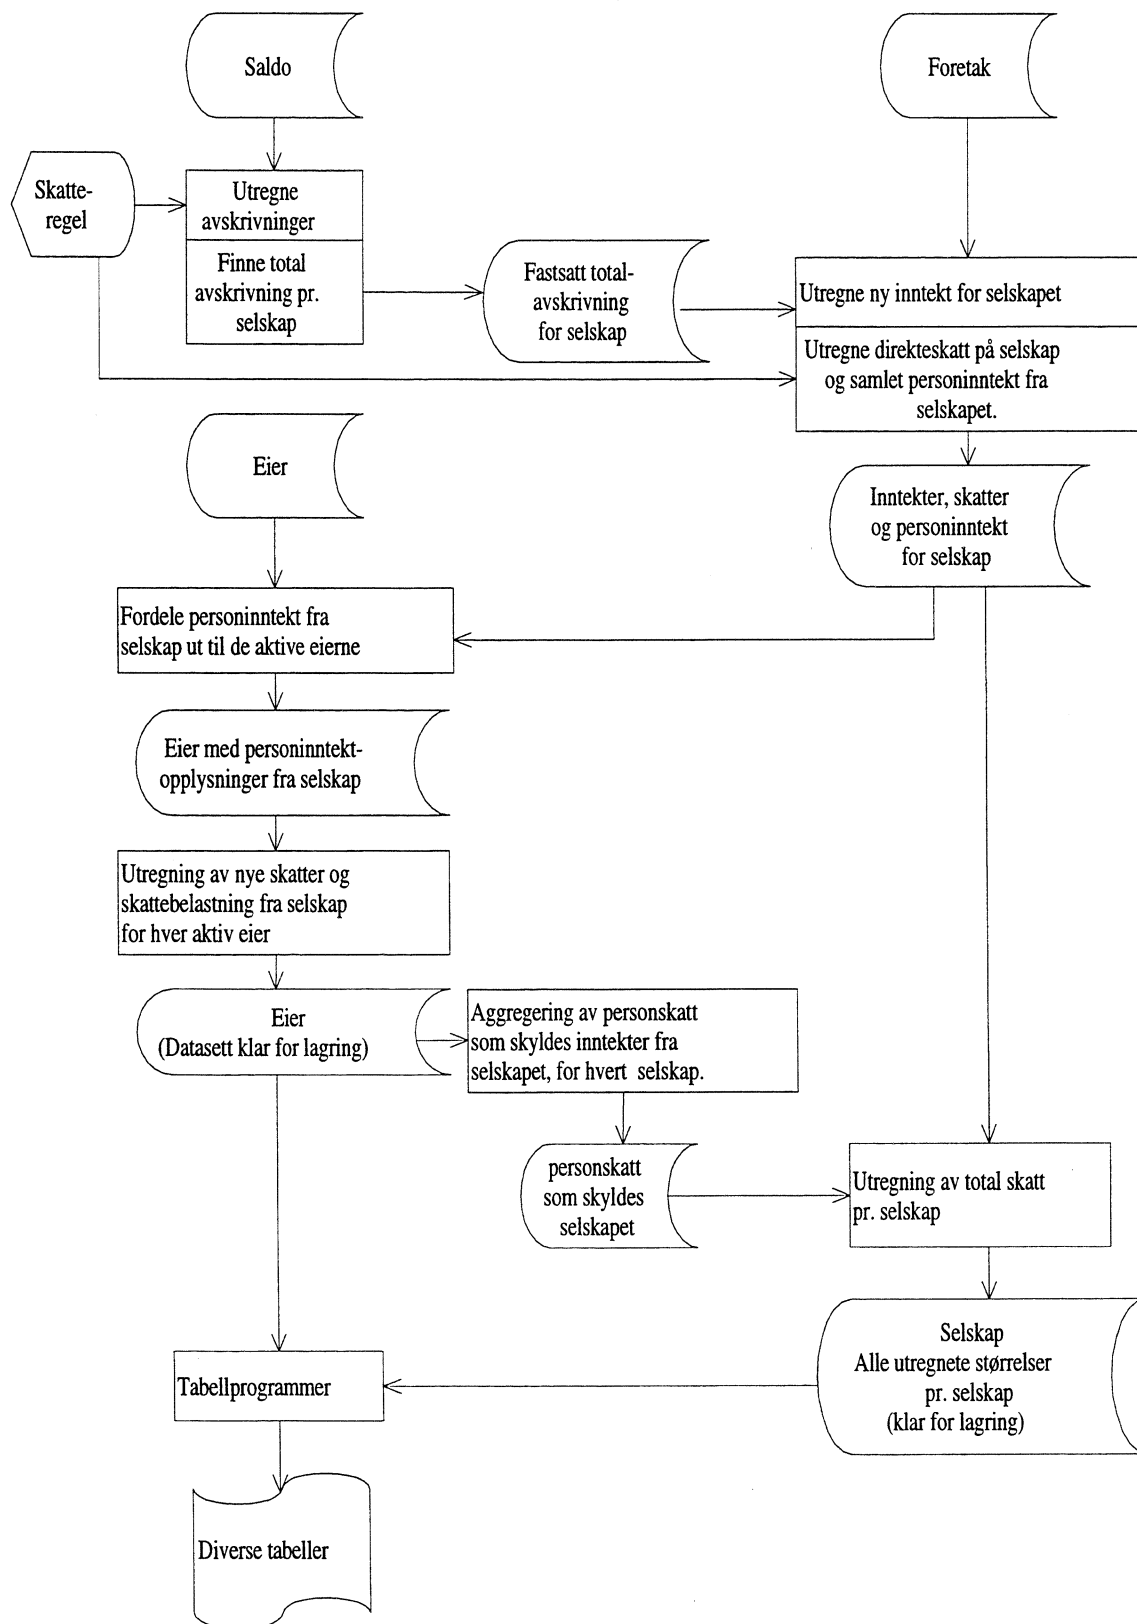 Saldo
Foretak
Skatte-
regel
Utregne
avskrivninger
Finne total
avskrivning pr.
selskap
Fastsatt total-
avskrivning
for selskap
Utregne ny inntekt for selskapet
Utregne direkteskatt på selskap
og samlet personinntekt fra
selskapet.
Eier
Inntekter, skatter
og personinntekt
for selskap
Fordele personinntekt fra
selskap ut til de aktive eierne
Eier med personinntekt-
opplysninger fra selskap
Utregning av nye skatter og
skattebelastning fra selskap
for hver aktiv eier
Eier
(Datasett klar for lagring)
Aggregering av personskatt
som skyldes inntekter fra
selskapet, for hvert selskap.
personskatt
som skyldes
selskapet
Utregning av total skatt
pr. selskap
Selskap
Alle utregnete størrelser
pr. selskap
(klar for lagring)
Tabellprogrammer
Diverse tabeller